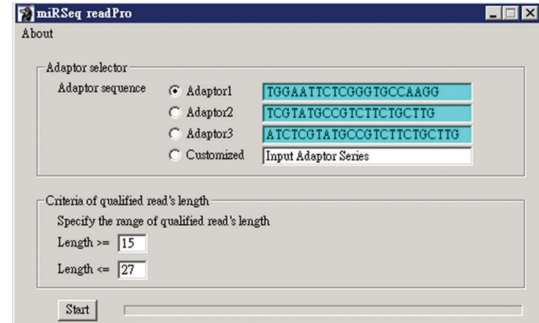 miRSeq readPro
About
Adaptor selector
Adaptor sequence Adaptor1 TGGAATTCTCGGGTGCCAAGG
Adaptor2 TCGTATGCCGTCTTCTGCTTG
Adaptor3 ATCTCGTATGCCGTCTTCTGCTTG
Customized Input Adaptor Series
Criteria of qualified read's length
Specify the range of qualified read's length
Length >= 15
Length <= 27
Start